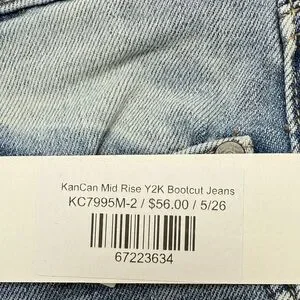 KanCan Mid Rise Y2K Bootcut Jeans
KC7995M-2 / $56.00 / 5/26
67223634